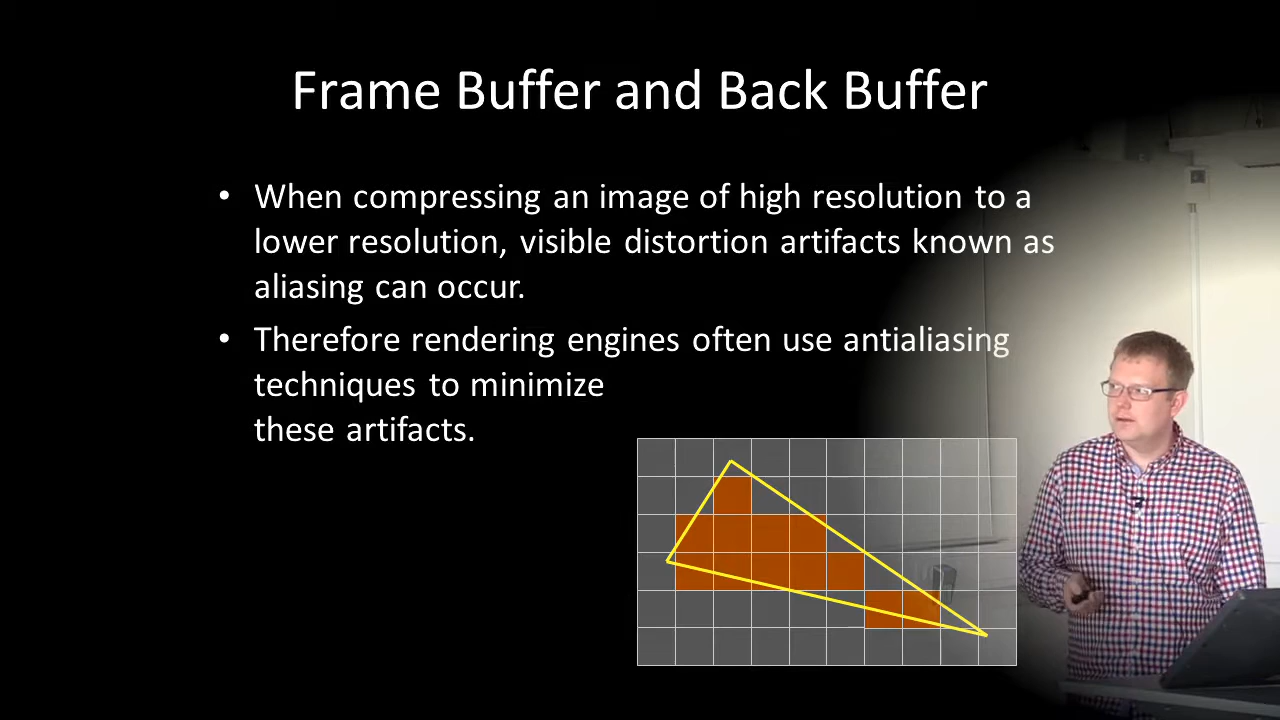 Frame Buffer and Back Buffer
• When compressing an image of high resolution to a
lower resolution, visible distortion artifacts known as
aliasing can occur.
• Therefore rendering engines often use antialiasing
techniques to minimize
these artifacts.